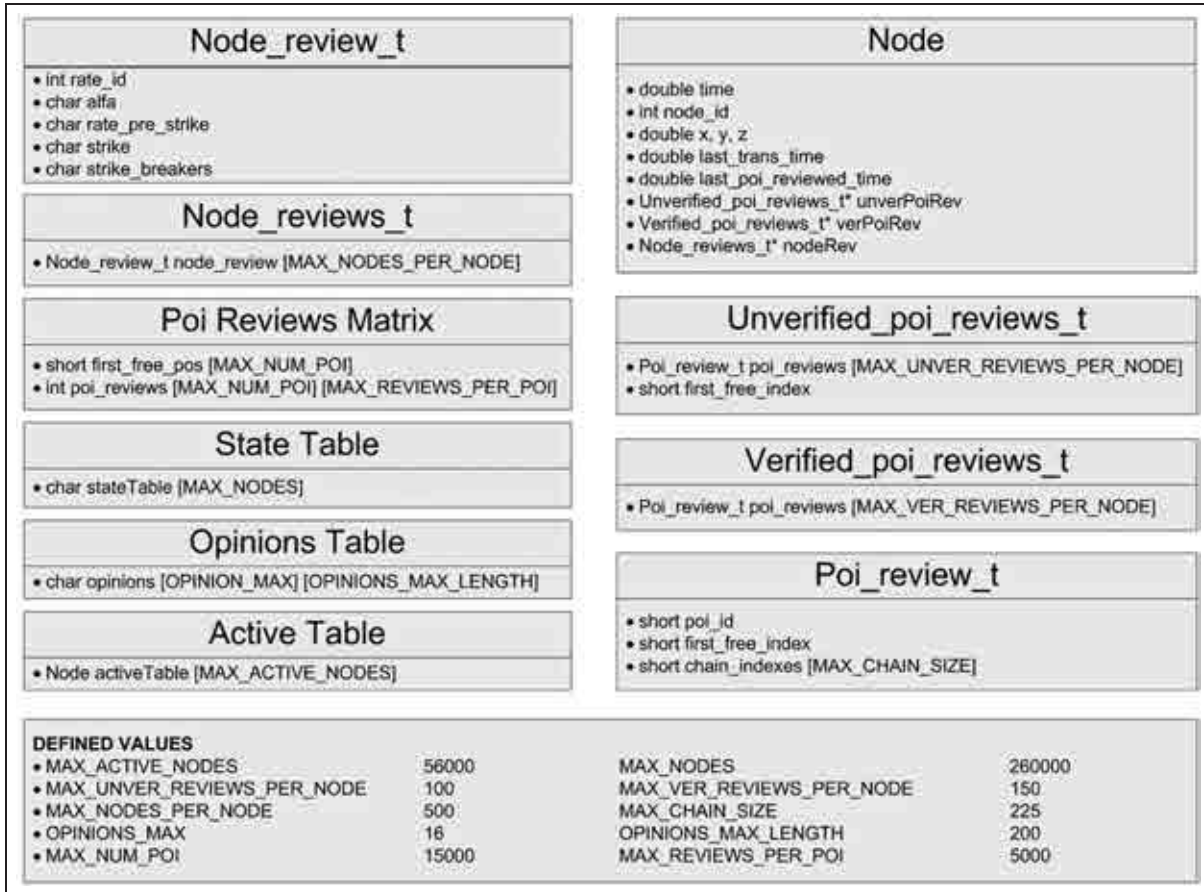 Node_review_t
• int rate_id
• char alfa
• char rate_pre_strike
• char strike
• char strike_breakers
Node_reviews_t
• Node_review_t node_review [MAX_NODES_PER_NODE]
Poi Reviews Matrix
• short first_free_pos [MAX_NUM_POI]
• int poi_reviews [MAX_NUM_POI] [MAX_REVIEWS_PER_POI]
State Table
• char stateTable [MAX_NODES]
Opinions Table
• char opinions [OPINION_MAX] [OPINIONS_MAX_LENGTH]
Active Table
• Node activeTable [MAX_ACTIVE_NODES]
Node
• double time
• int node_id
• double x, y, z
• double last_trans_time
• double last_poi_reviewed_time
• Unverified_poi_reviews_t* unverPoiRev
• Verified_poi_reviews_t* verPoiRev
• Node_reviews_t* nodeRev
Unverified_poi_reviews_t
• Poi_review_t poi_reviews [MAX_UNVER_REVIEWS_PER_NODE]
• short first_free_index
Verified_poi_reviews_t
• Poi_review_t poi_reviews [MAX_VER_REVIEWS_PER_NODE]
Poi_review_t
• short poi_id
• short first_free_index
• short chain_indexes [MAX_CHAIN_SIZE]
DEFINED VALUES
• MAX_ACTIVE_NODES 56000 MAX_NODES 260000
• MAX_UNVER_REVIEWS_PER_NODE 100 MAX_VER_REVIEWS_PER_NODE 150
• MAX_NODES_PER_NODE 500 MAX_CHAIN_SIZE 225
• OPINIONS_MAX 16 OPINIONS_MAX_LENGTH 200
• MAX_NUM_POI 15000 MAX_REVIEWS_PER_POI 5000